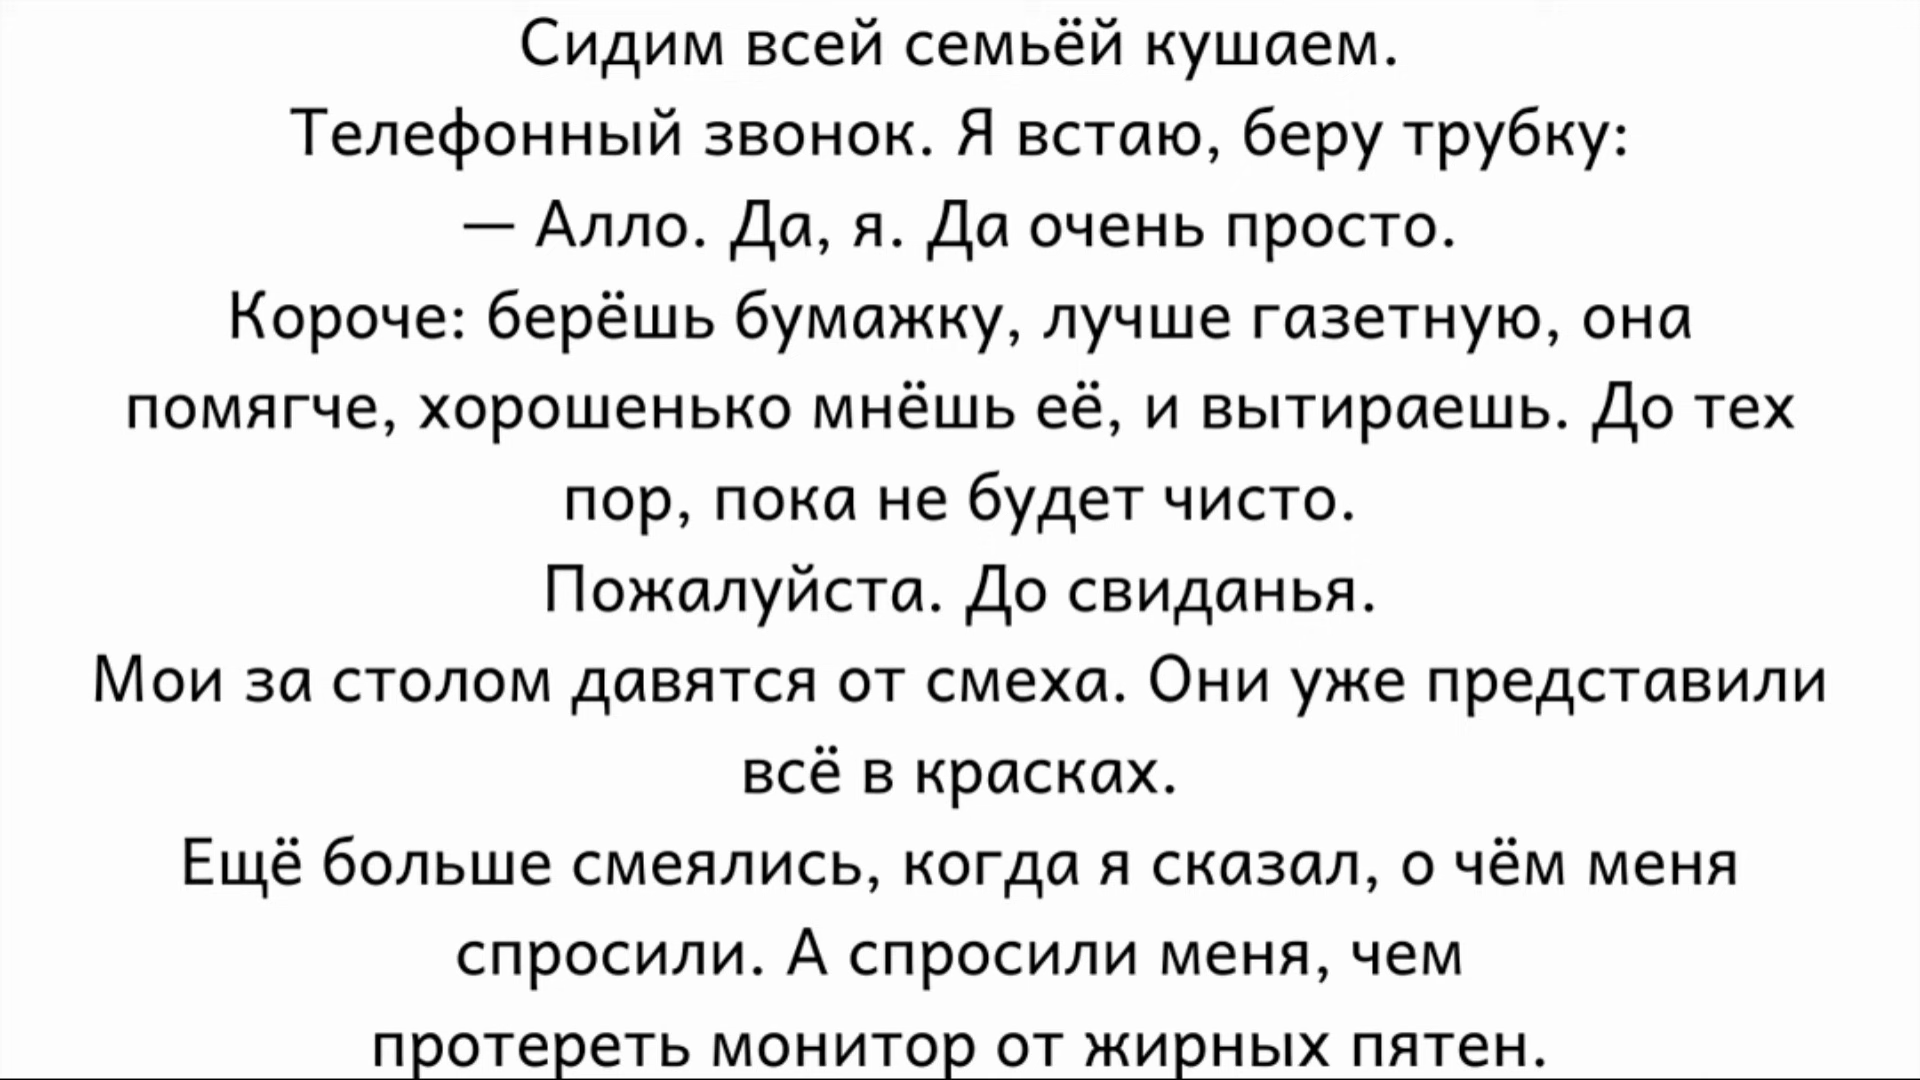 Сидим всей семьёй кушаем.
Телефонный звонок. Я встаю, беру трубку:
— Алло. Да, я. Да очень просто.
Короче: берёшь бумажку, лучше газетную, она
помягче, хорошенько мнёшь её, и вытираешь. До тех
пор, пока не будет чисто.
Пожалуйста. До свиданья.
Мои за столом давятся от смеха. Они уже представили
всё в красках.
Ещё больше смеялись, когда я сказал, о чём меня
спросили. А спросили меня, чем
протереть монитор от жирных пятен.